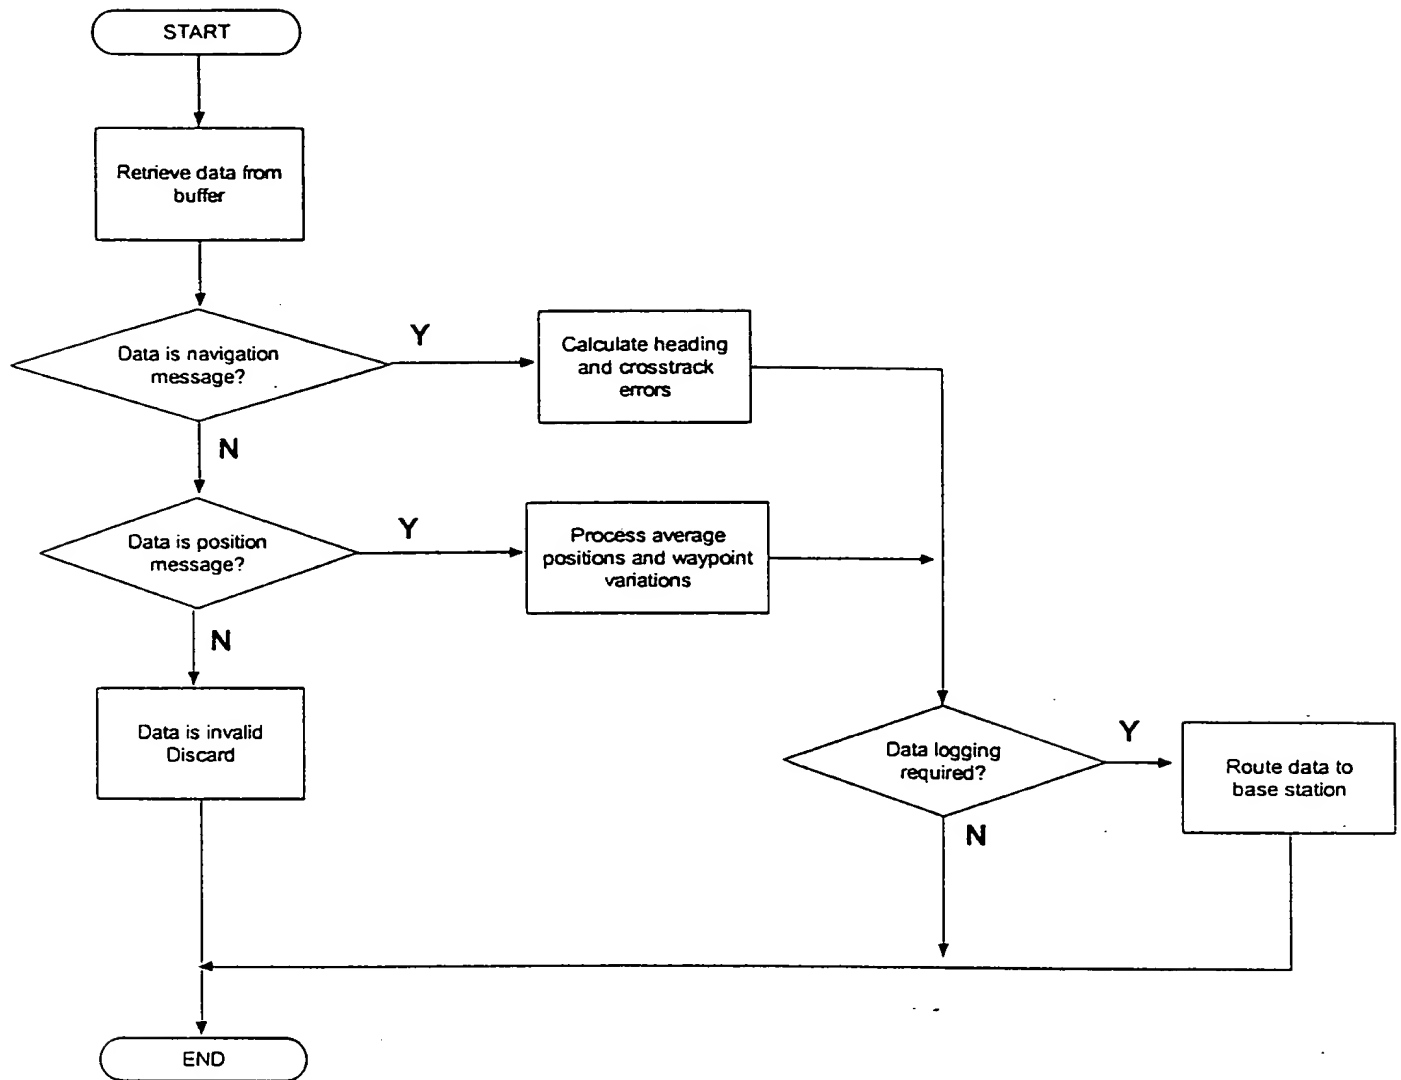 START
Retrieve data from
buffer
Data is navigation
message?
Y
Calculate heading
and crosstrack
errors
N
Data is position
message?
Y
Process average
positions and waypoint
variations
N
Data is invalid
Discard
Data logging
required?
Y
Route data to
base station
N
END